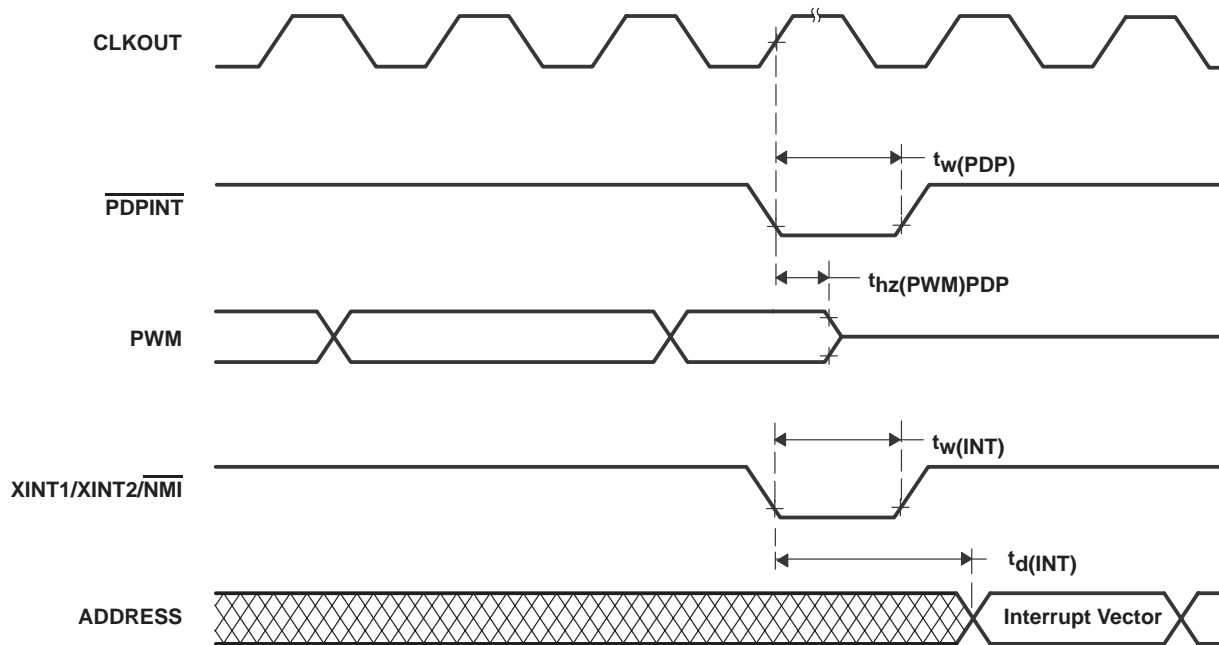 CLKOUT
tw(PDP)
PDPINT
thz(PWM)PDP
PWM
tw(INT)
XINT1/XINT2/NMI
td(INT)
ADDRESS
Interrupt Vector